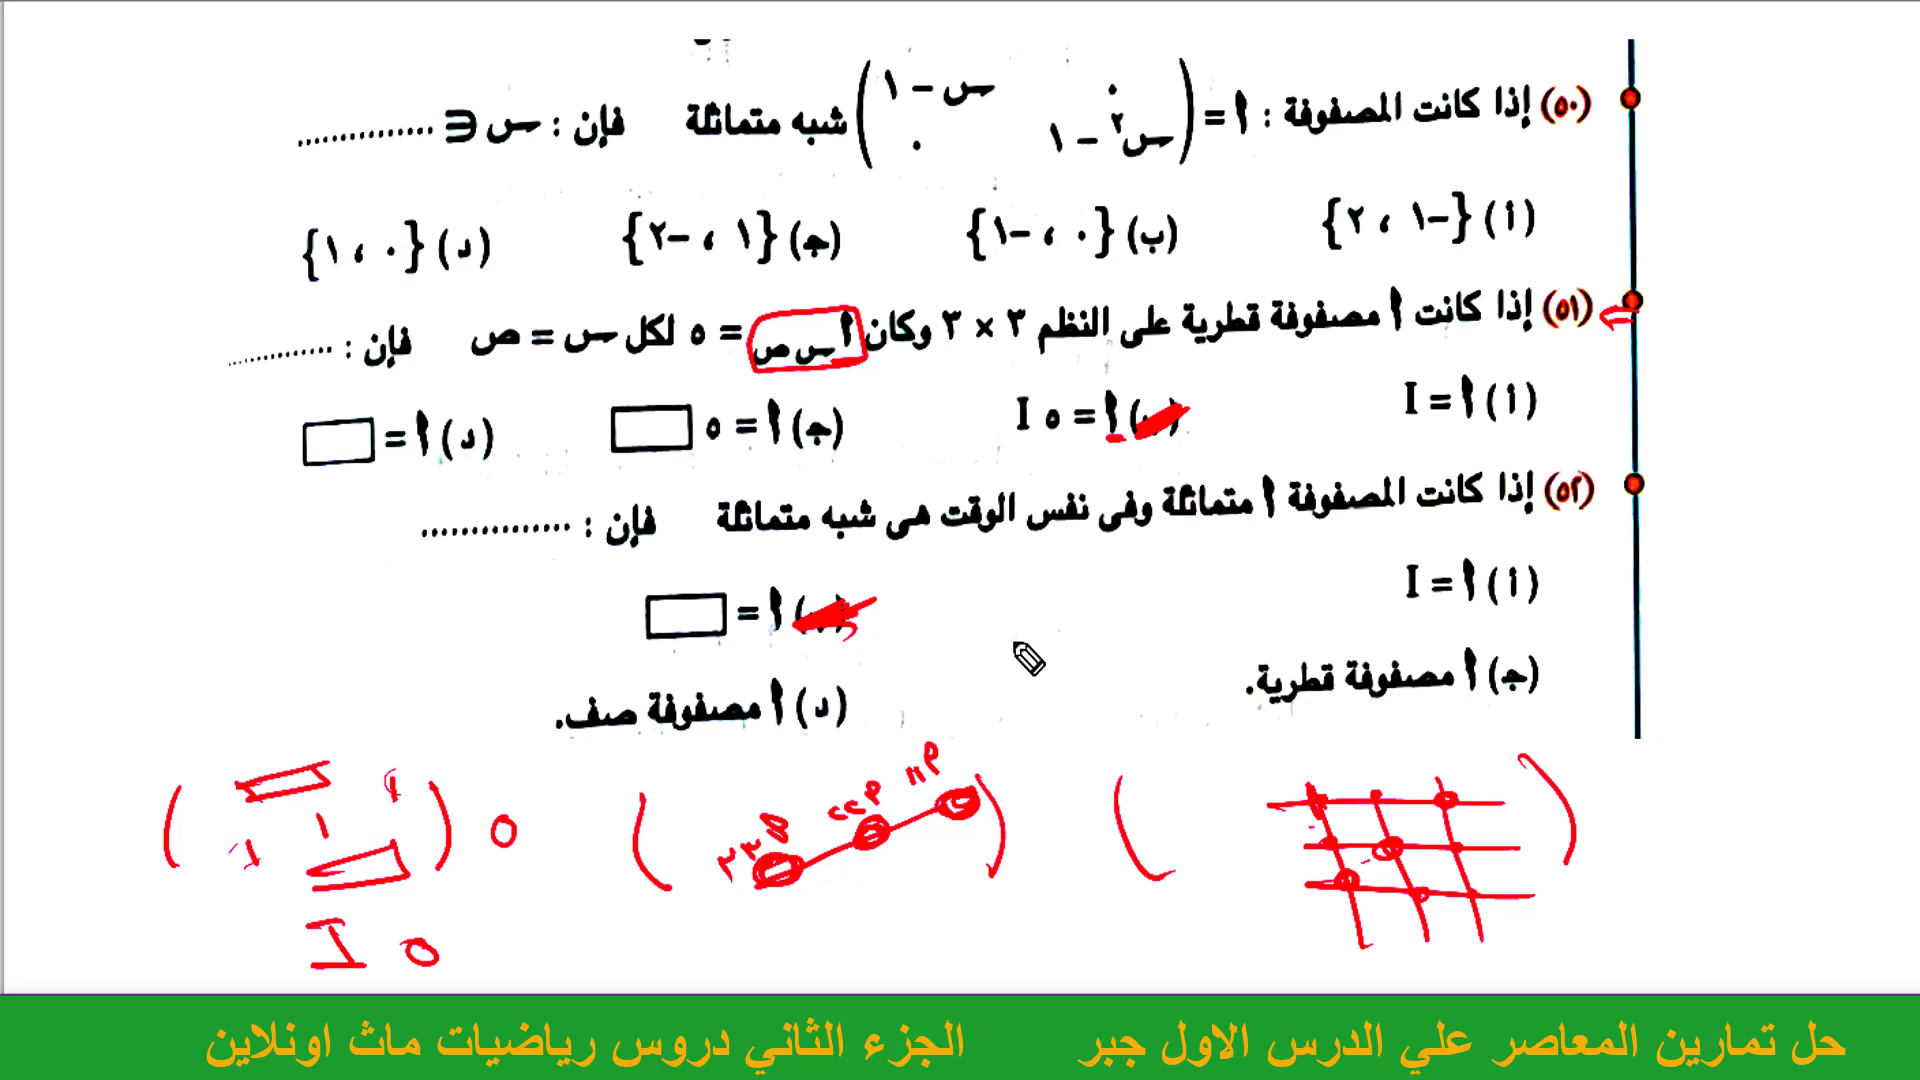 (٥٠) إذا كانت المصفوفة : أ = ( ٠ س – ١
س٢ – ١ ٠ ) شبه متماثلة فإن : س ∈ ..............
(أ) {–١ ، ٢} (ب) {٠ ، –١} (جـ) {١ ، –٢} (د) {٠ ، ١}
(٥١) إذا كانت أ مصفوفة قطرية على النظم ٣ × ٣ وكان أ س ص = ٥ لكل س = ص فإن : ..............
(أ) أ = I أ = ٥ I (جـ) أ = ٥ (د) أ =
(٥٢) إذا كانت المصفوفة أ متماثلة وفى نفس الوقت هى شبه متماثلة فإن : ..............
(أ) أ = I أ =
(جـ) أ مصفوفة قطرية. (د) أ مصفوفة صف.
٥ I
حل تمارين المعاصر علي الدرس الاول جبر الجزء الثاني دروس رياضيات ماث اونلاين